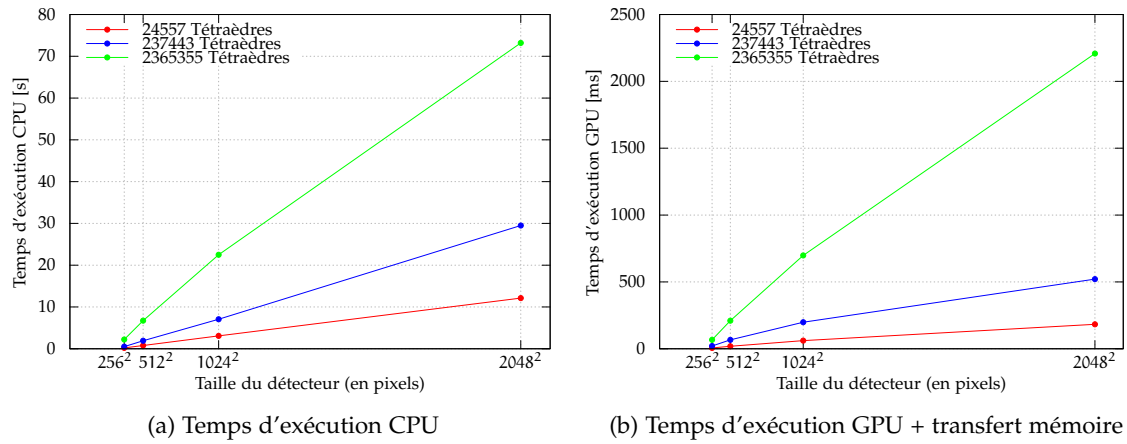 80
70
60
50
40
30
20
10
0
Temps d'exécution CPU [s]
24557 Tétraèdres
237443 Tétraèdres
2365355 Tétraèdres
256² 512² 1024² 2048²
Taille du détecteur (en pixels)
(a) Temps d'exécution CPU
2500
2000
1500
1000
500
0
Temps d'exécution GPU [ms]
24557 Tétraèdres
237443 Tétraèdres
2365355 Tétraèdres
256² 512² 1024² 2048²
Taille du détecteur (en pixels)
(b) Temps d'exécution GPU + transfert mémoire